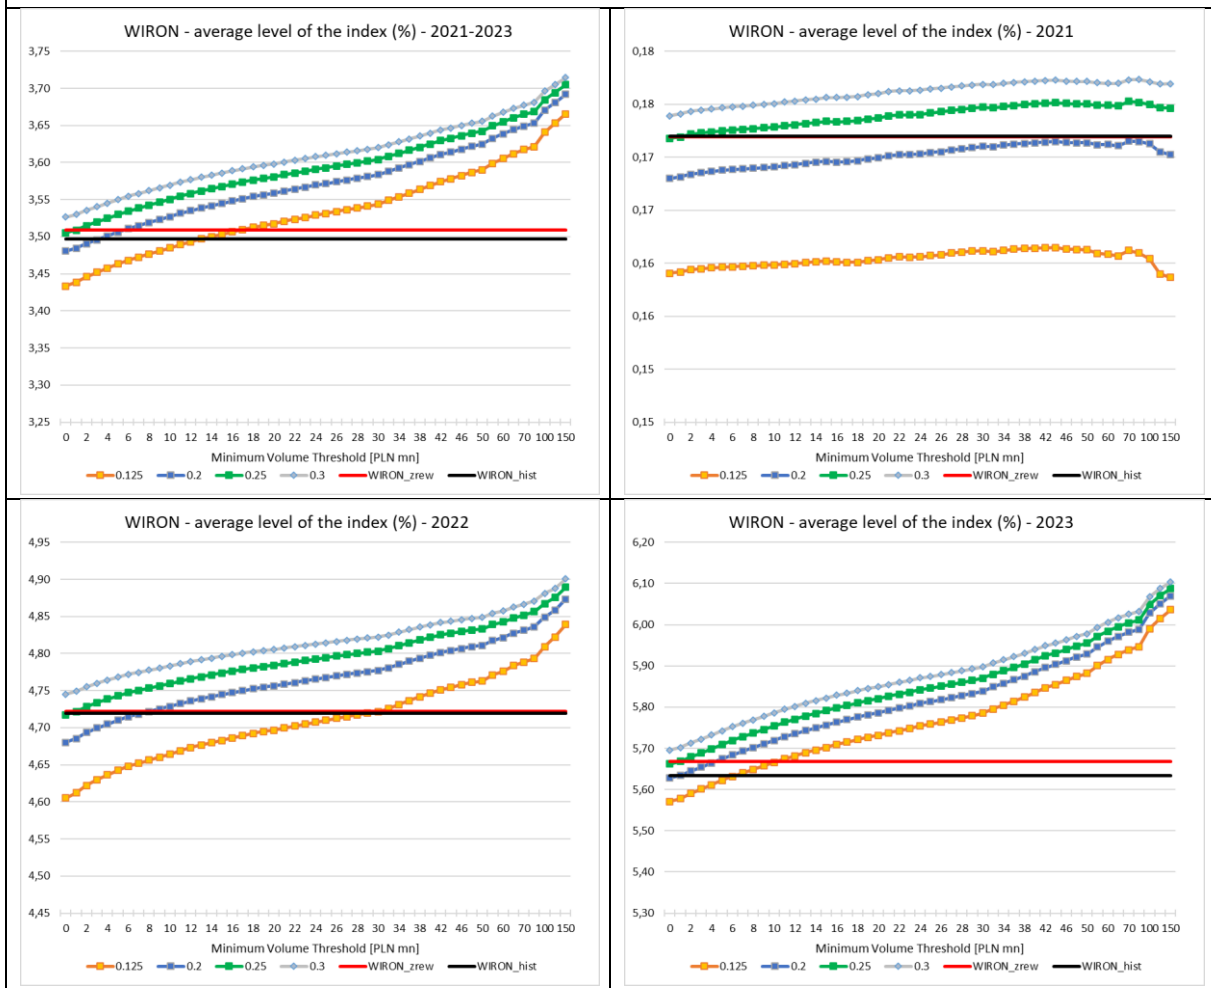 WIRON - average level of the index (%) - 2021-2023
3,75
3,70
3,65
3,60
3,55
3,50
3,45
3,40
3,35
3,30
3,25
0 2 4 6 8 10 12 14 16 18 20 22 24 26 28 30 34 38 42 46 50 60 70 100 150
Minimum Volume Threshold [PLN mn]
0.125 0.2 0.25 0.3 WIRON_zrew WIRON_hist
WIRON - average level of the index (%) - 2021
0,18
0,18
0,17
0,17
0,16
0,16
0,15
0,15
0 2 4 6 8 10 12 14 16 18 20 22 24 26 28 30 34 38 42 46 50 60 70 100 150
Minimum Volume Threshold [PLN mn]
0.125 0.2 0.25 0.3 WIRON_zrew WIRON_hist
WIRON - average level of the index (%) - 2022
4,95
4,90
4,85
4,80
4,75
4,70
4,65
4,60
4,55
4,50
4,45
0 2 4 6 8 10 12 14 16 18 20 22 24 26 28 30 34 38 42 46 50 60 70 100 150
Minimum Volume Threshold [PLN mn]
0.125 0.2 0.25 0.3 WIRON_zrew WIRON_hist
WIRON - average level of the index (%) - 2023
6,20
6,10
6,00
5,90
5,80
5,70
5,60
5,50
5,40
5,30
0 2 4 6 8 10 12 14 16 18 20 22 24 26 28 30 34 38 42 46 50 60 70 100 150
Minimum Volume Threshold [PLN mn]
0.125 0.2 0.25 0.3 WIRON_zrew WIRON_hist